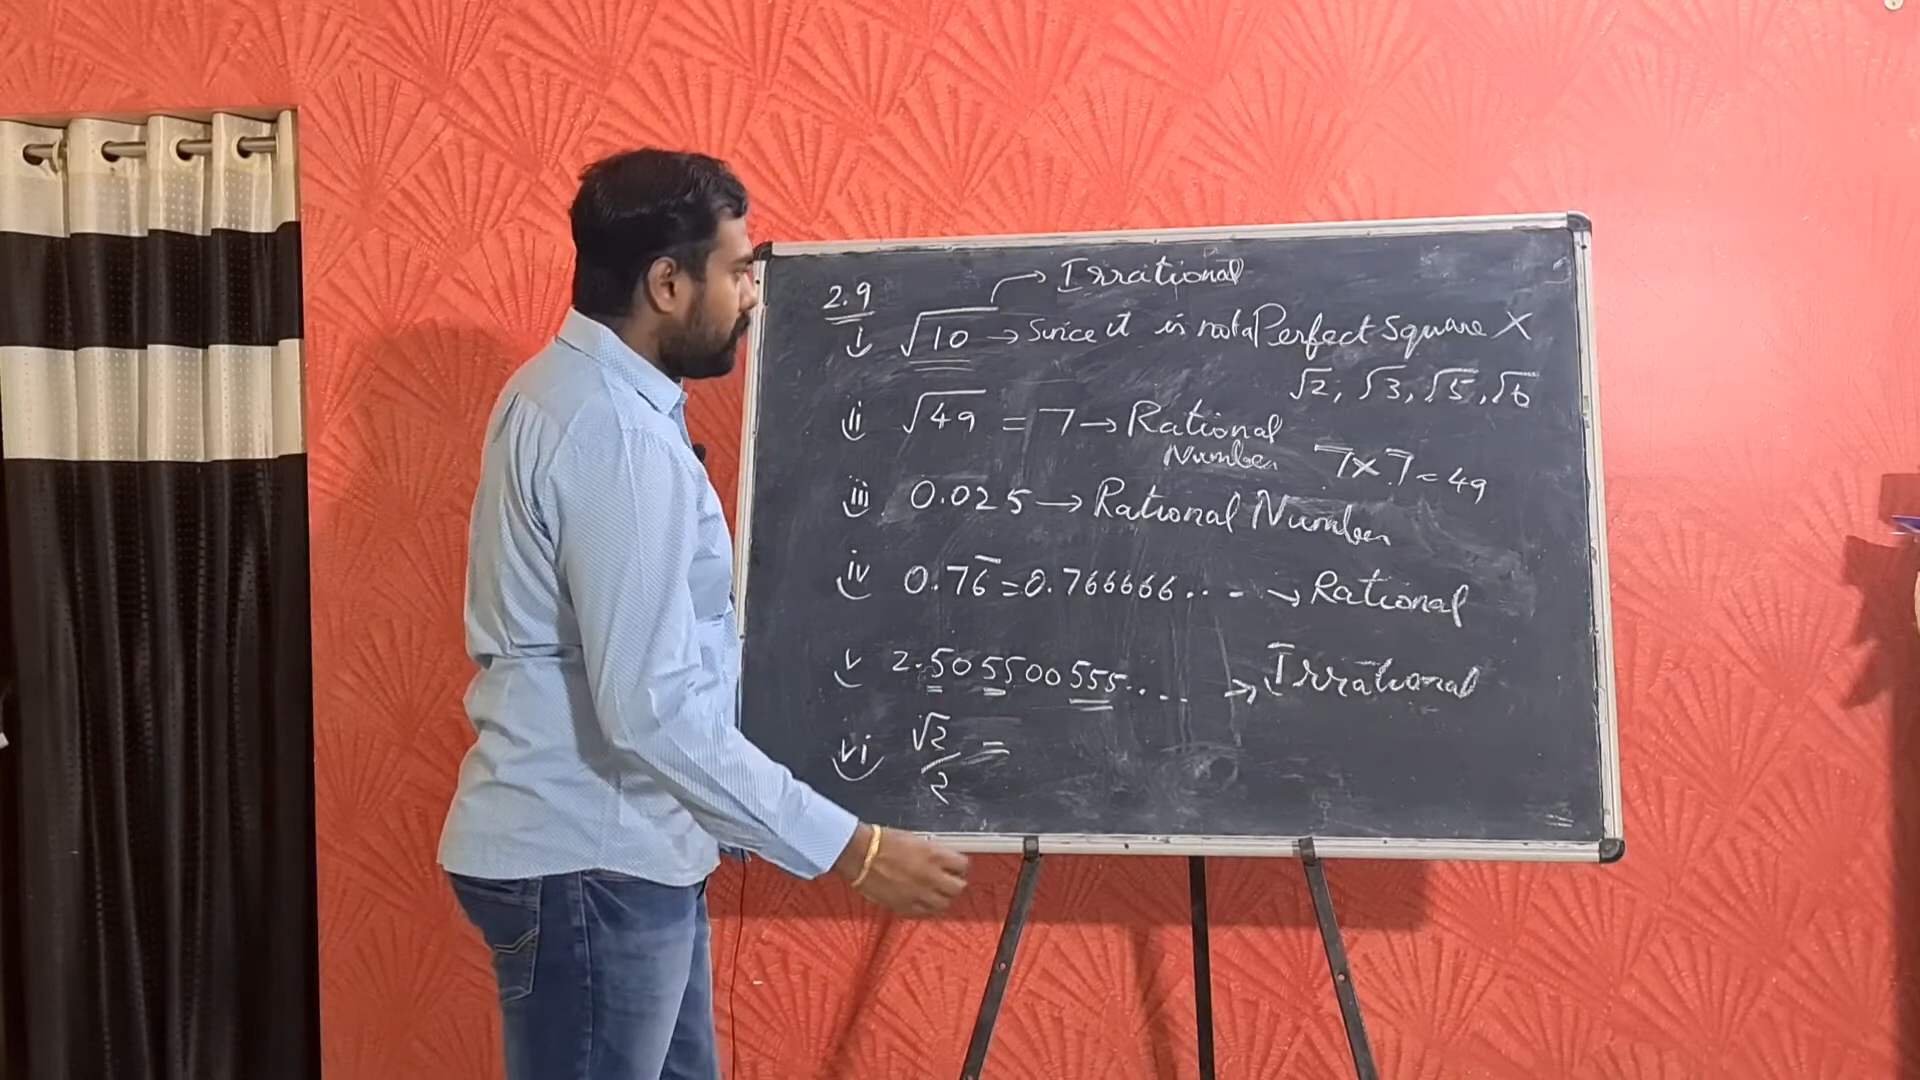 2.9
→ Irrational
i) √10 → Since it is not a Perfect Square X
√2, √3, √5, √6
ii) √49 = 7 → Rational
Number
7×7=49
iii) 0.025 → Rational Number
iv) 0.76̅ = 0.766666... → Rational
v) 2.505500555.... → Irrational
vi) √2/2 =